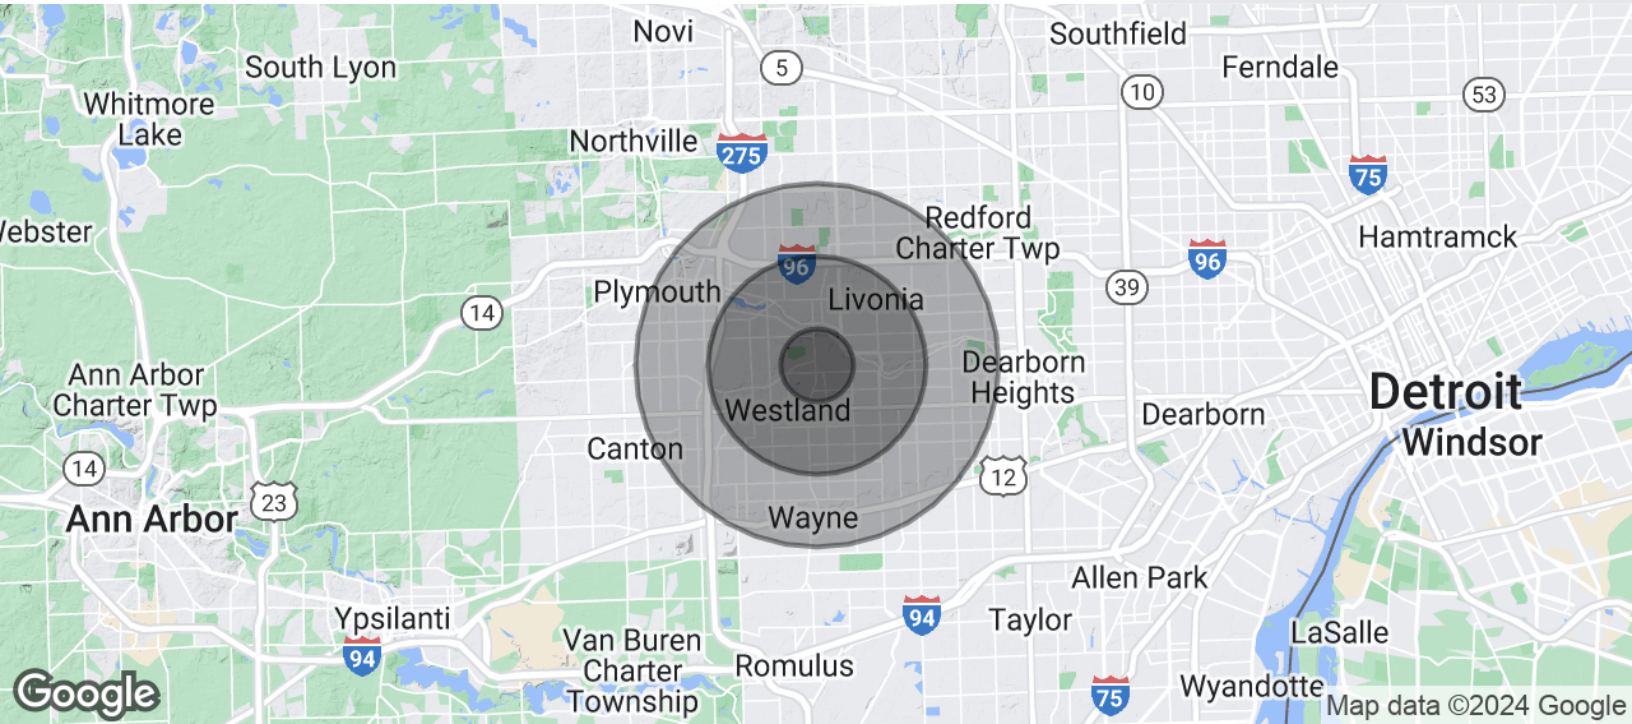 Novi
Southfield
5
Ferndale
South Lyon
10
53
Whitmore
Lake
Northville
275
75
Redford
Charter Twp
Webster
Hamtramck
96
96
39
Plymouth
Livonia
14
Dearborn
Heights
Ann Arbor
Charter Twp
Detroit
Westland
Dearborn
Windsor
Canton
14
12
23
Ann Arbor
Wayne
Allen Park
94
Ypsilanti
Taylor
LaSalle
Van Buren
Charter
Township
94
Romulus
75
Wyandotte
Google
Map data ©2024 Google